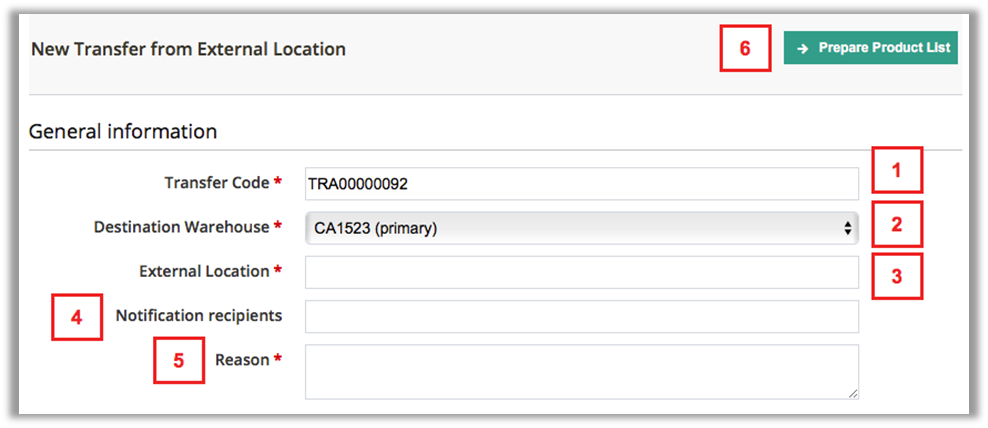 New Transfer from External Location
6
→ Prepare Product List
General information
Transfer Code *
TRA00000092
1
Destination Warehouse *
CA1523 (primary)
2
External Location *
3
4
Notification recipients
5
Reason *